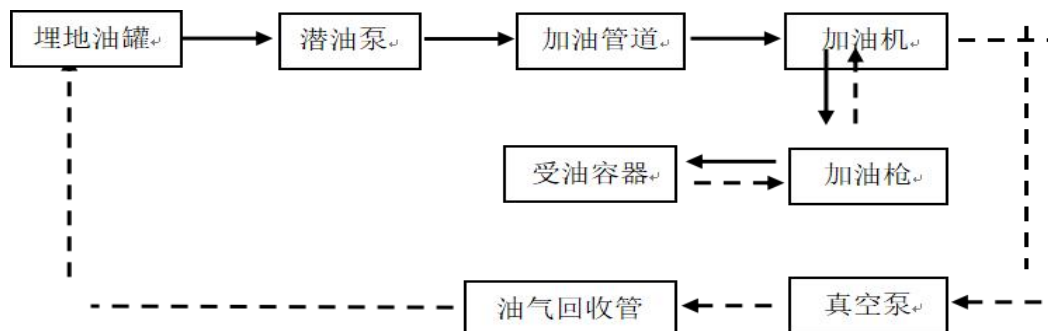 埋地油罐
潜油泵
加油管道
加油机
受油容器
加油枪
油气回收管
真空泵